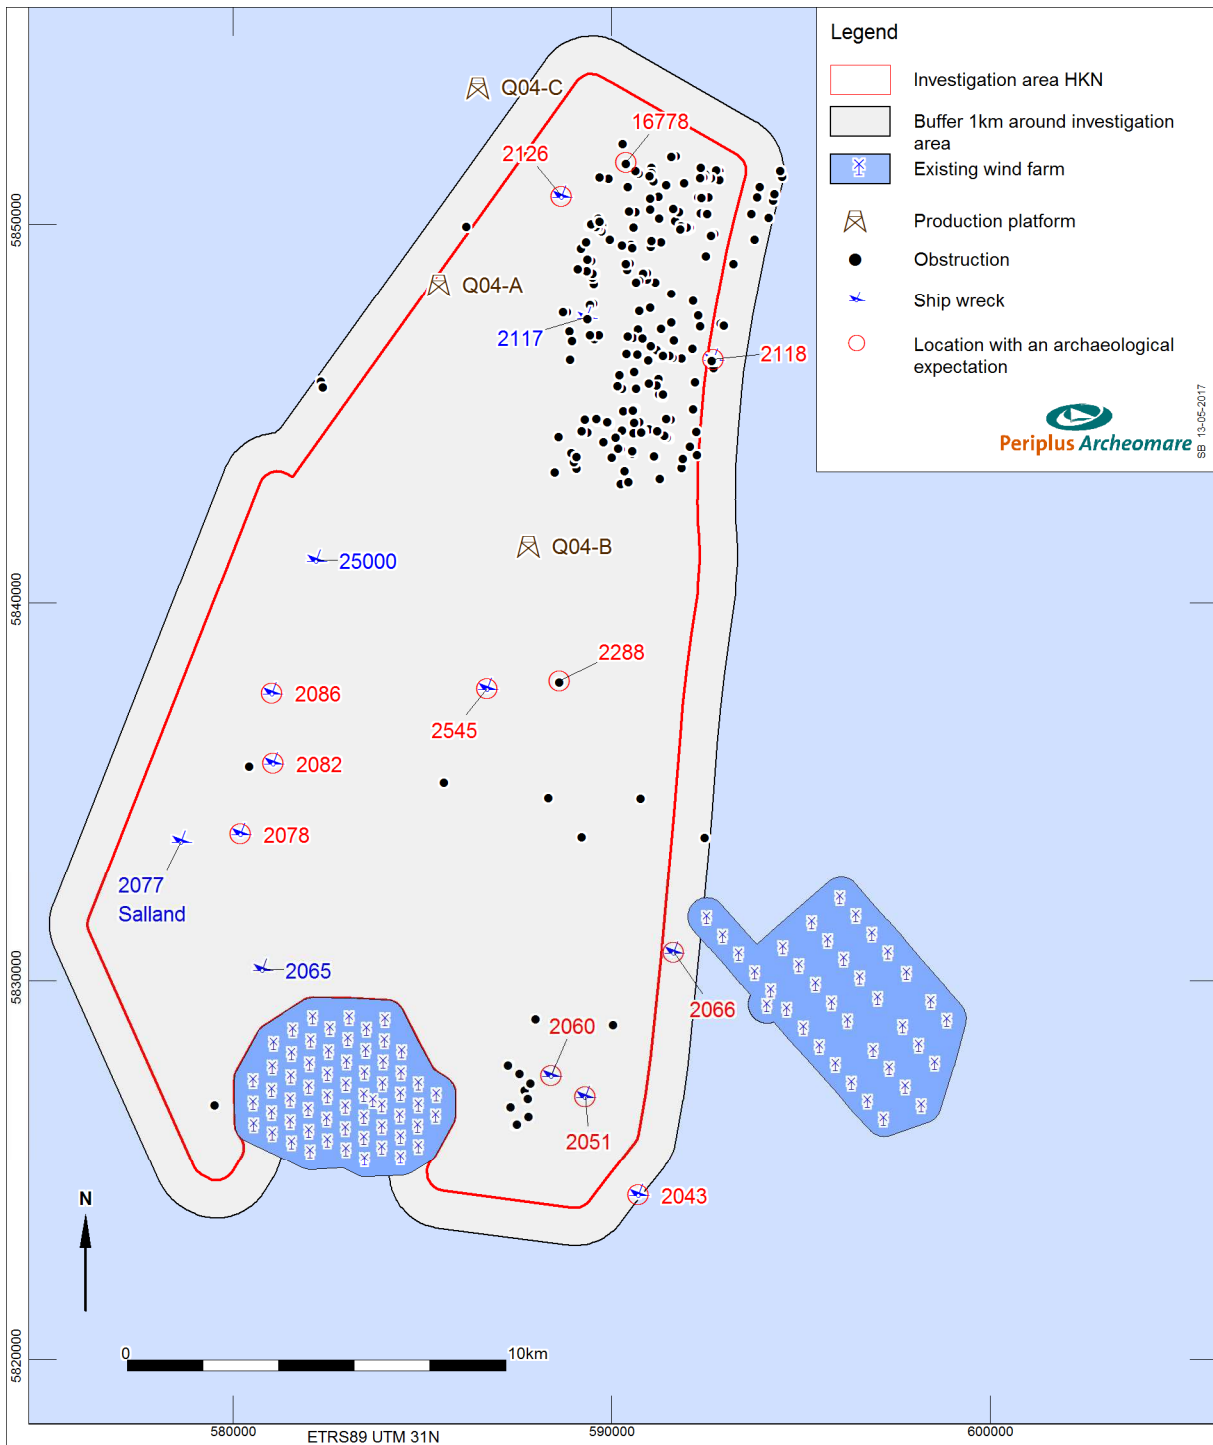 Legend
Investigation area HKN
Buffer 1km around investigation
area
Existing wind farm
Production platform
Obstruction
Ship wreck
Location with an archaeological
expectation
Periplus Archeomare
SB 13-05-2017
Q04-C
16778
2126
5850000
Q04-A
2117
2118
Q04-B
25000
5840000
2288
2086
2545
2082
2078
2077
Salland
2065
5830000
2066
2060
2051
2043
N
0
10km
5820000
580000
590000
600000
ETRS89 UTM 31N